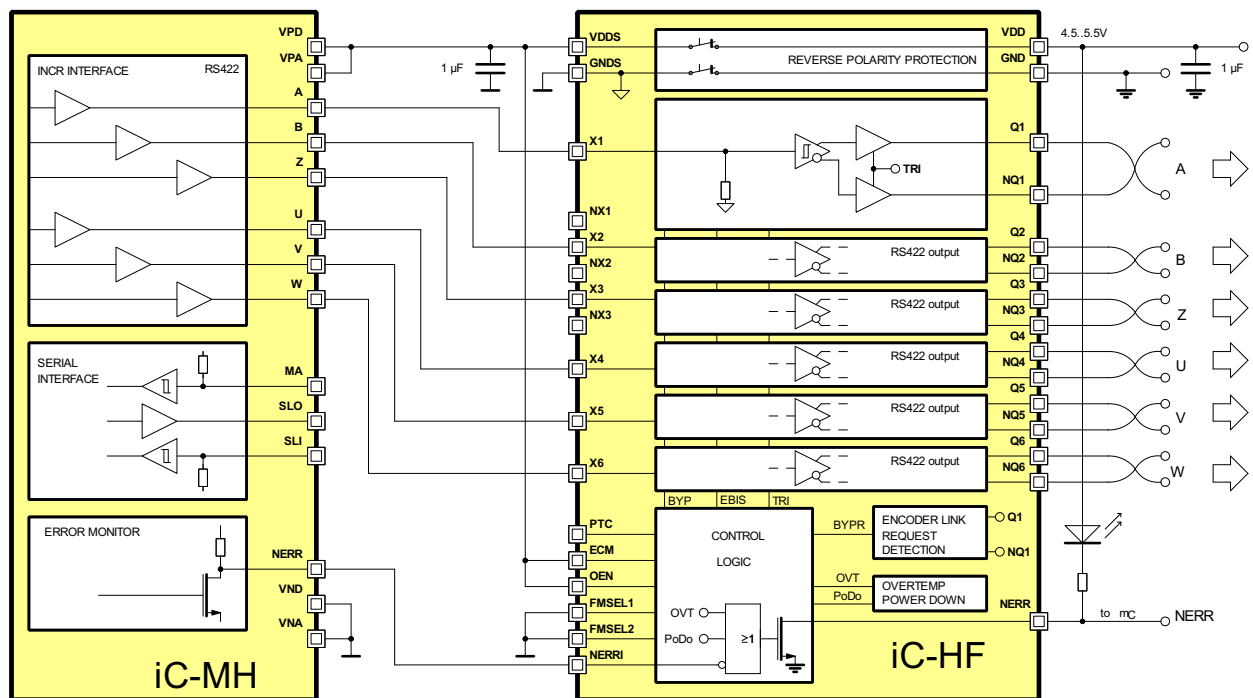 VPD
VPA
1 µF
VDDS
GNDS
REVERSE POLARITY PROTECTION
VDD
GND
4.5..5.5V
1 µF
INCR INTERFACE
RS422
A
B
Z
U
V
W
X1
NX1
X2
NX2
X3
NX3
X4
X5
X6
TRI
RS422 output
RS422 output
RS422 output
RS422 output
RS422 output
Q1
NQ1
Q2
NQ2
Q3
NQ3
Q4
NQ4
Q5
NQ5
Q6
NQ6
A
B
Z
U
V
W
SERIAL
INTERFACE
MA
SLO
SLI
ERROR MONITOR
NERR
VND
VNA
iC-MH
BYP
EBIS
TRI
PTC
ECM
OEN
FMSEL1
FMSEL2
NERRI
CONTROL
LOGIC
OVT
PoDo
≥1
BYPR
ENCODER LINK
REQUEST
DETECTION
Q1
NQ1
OVT
PoDo
OVERTEMP
POWER DOWN
NERR
to mC
NERR
iC-HF